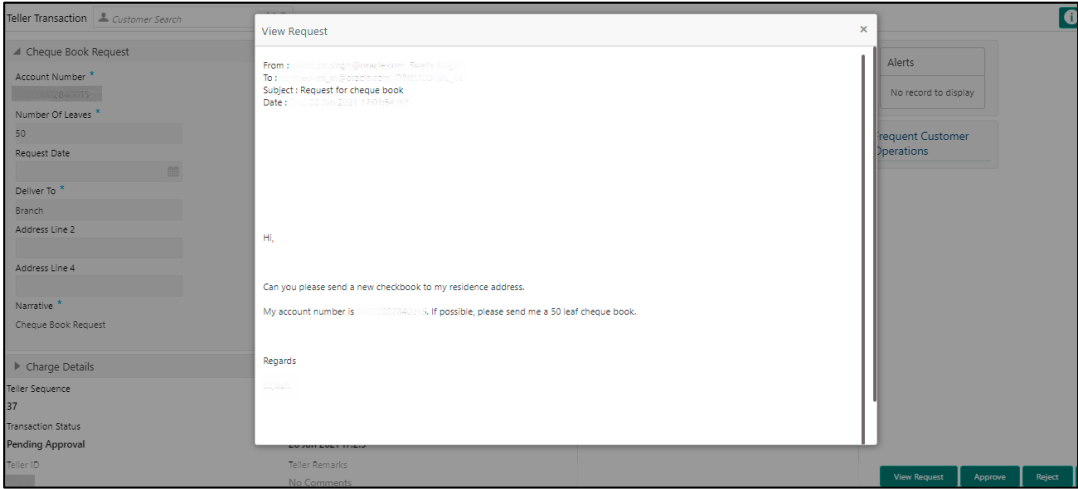 Teller Transaction
Customer Search
Cheque Book Request
Account Number *
Number Of Leaves *
50
Request Date
Deliver To *
Branch
Address Line 2
Address Line 4
Narrative *
Cheque Book Request
Charge Details
Teller Sequence
37
Transaction Status
Pending Approval
Teller ID
Teller Remarks
No Comments
View Request
×
From :
To :
Subject : Request for cheque book
Date :
Hi,
Can you please send a new checkbook to my residence address.
My account number is . If possible, please send me a 50 leaf cheque book.
Regards
Alerts
No record to display
Frequent Customer
Operations
View Request
Approve
Reject